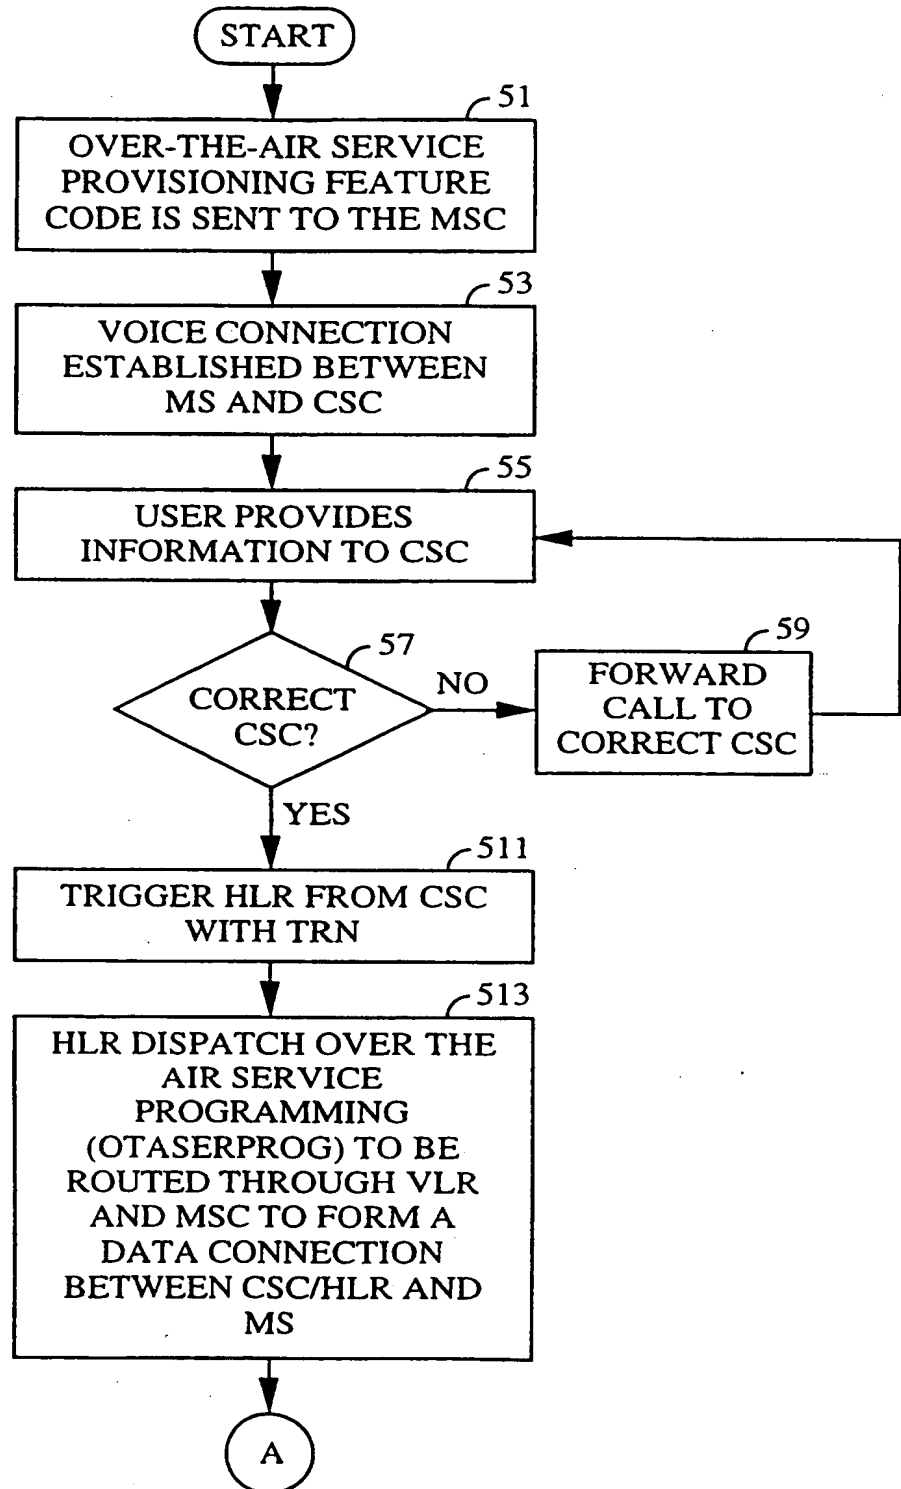 START
51
OVER-THE-AIR SERVICE
PROVISIONING FEATURE
CODE IS SENT TO THE MSC
53
VOICE CONNECTION
ESTABLISHED BETWEEN
MS AND CSC
55
USER PROVIDES
INFORMATION TO CSC
57
CORRECT
CSC?
NO
59
FORWARD
CALL TO
CORRECT CSC
YES
511
TRIGGER HLR FROM CSC
WITH TRN
513
HLR DISPATCH OVER THE
AIR SERVICE
PROGRAMMING
(OTASERPROG) TO BE
ROUTED THROUGH VLR
AND MSC TO FORM A
DATA CONNECTION
BETWEEN CSC/HLR AND
MS
A